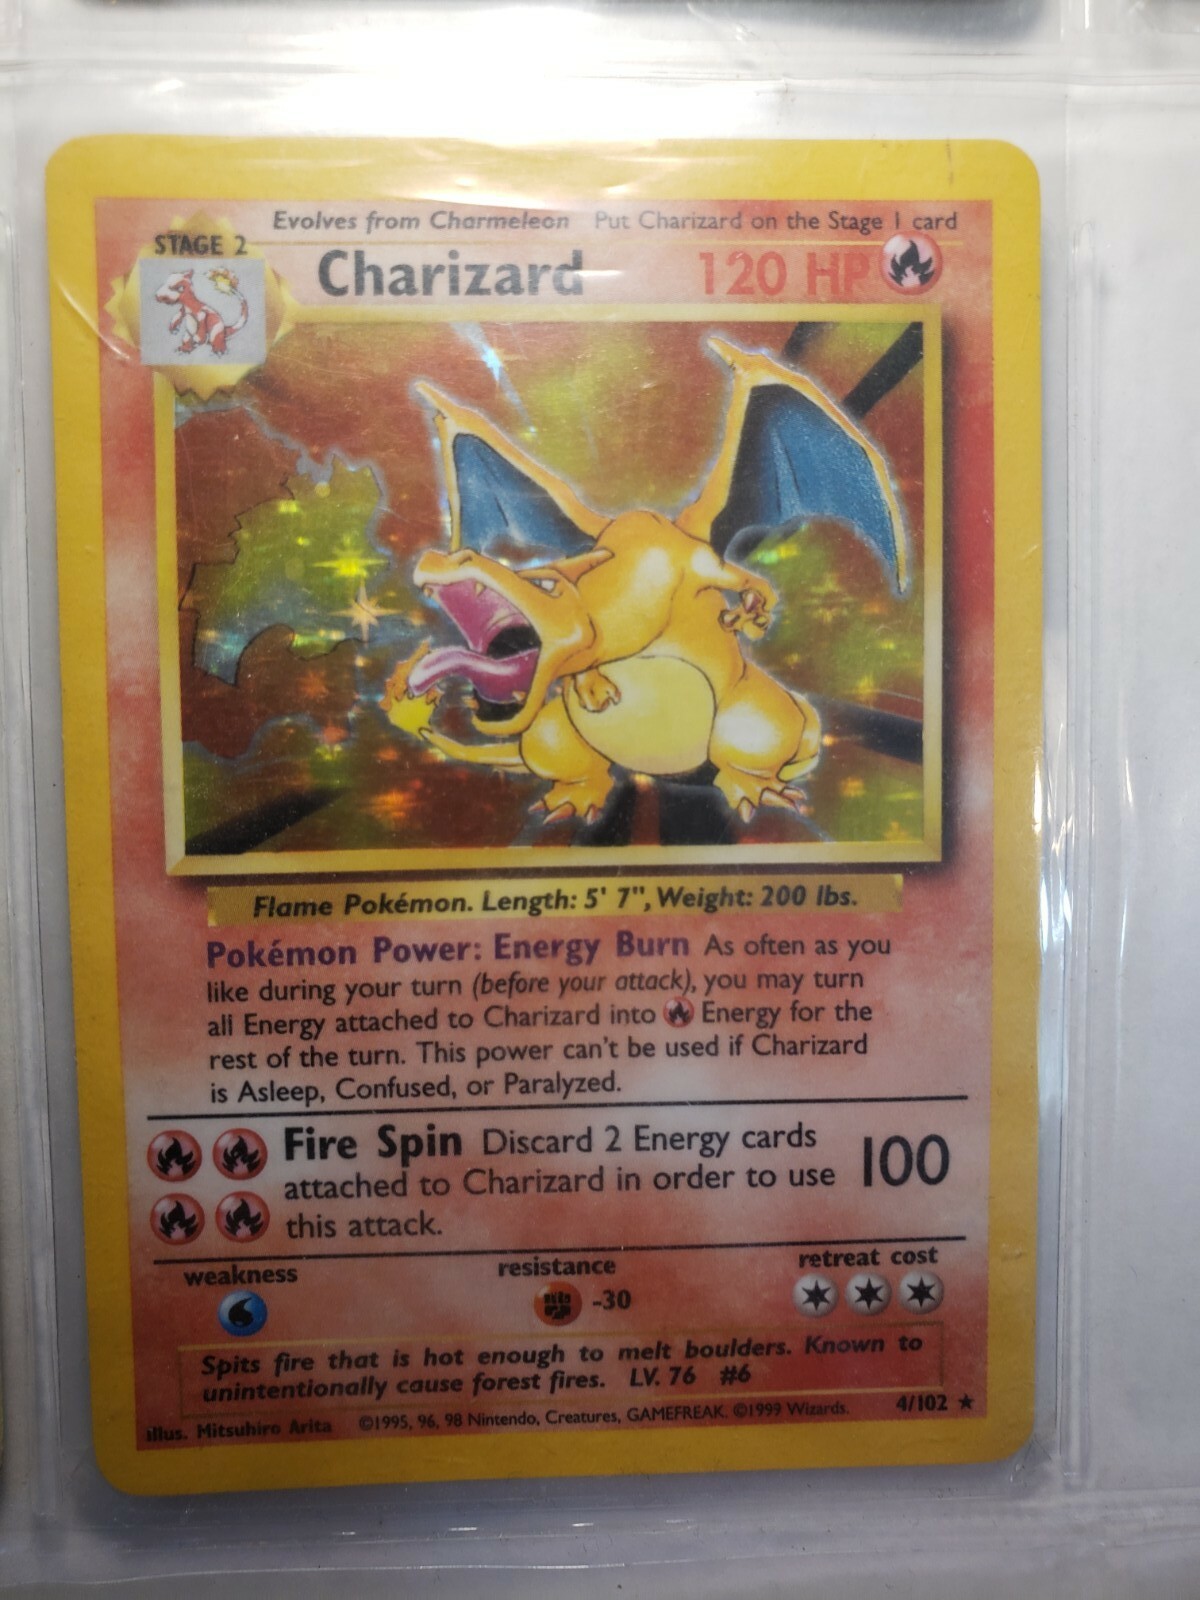 Evolves from Charmeleon Put Charizard on the Stage 1 card
STAGE 2
Charizard 120 HP
Flame Pokémon. Length: 5' 7", Weight: 200 lbs.
Pokémon Power: Energy Burn As often as you
like during your turn (before your attack), you may turn
all Energy attached to Charizard into Energy for the
rest of the turn. This power can't be used if Charizard
is Asleep, Confused, or Paralyzed.
Fire Spin Discard 2 Energy cards
attached to Charizard in order to use 100
this attack.
weakness resistance retreat cost
-30
Spits fire that is hot enough to melt boulders. Known to
unintentionally cause forest fires. LV. 76 #6
illus. Mitsuhiro Arita ©1995, 96, 98 Nintendo, Creatures, GAMEFREAK. ©1999 Wizards. 4/102 ★